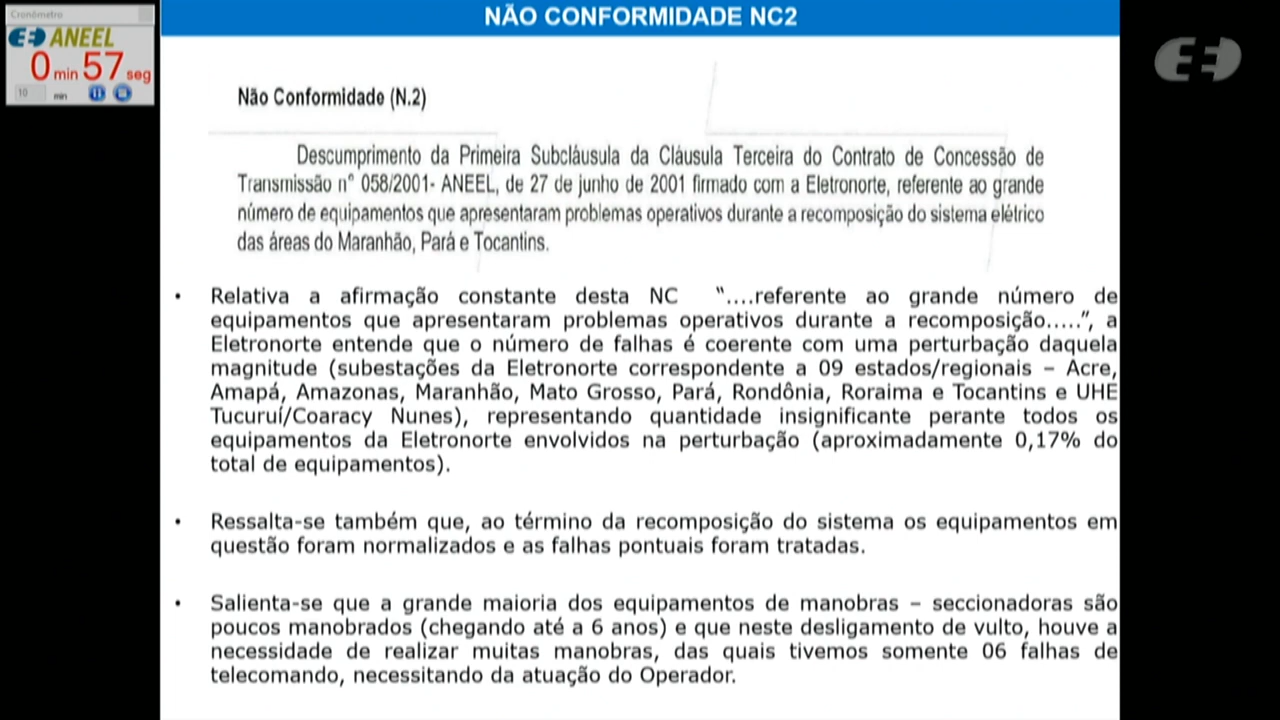 Cronômetro
ANEEL
0 min 57 seg
10 min
NÃO CONFORMIDADE NC2
Não Conformidade (N.2)
Descumprimento da Primeira Subcláusula da Cláusula Terceira do Contrato de Concessão de
Transmissão n° 058/2001- ANEEL, de 27 de junho de 2001 firmado com a Eletronorte, referente ao grande
número de equipamentos que apresentaram problemas operativos durante a recomposição do sistema elétrico
das áreas do Maranhão, Pará e Tocantins.
• Relativa a afirmação constante desta NC “....referente ao grande número de
equipamentos que apresentaram problemas operativos durante a recomposição.....”, a
Eletronorte entende que o número de falhas é coerente com uma perturbação daquela
magnitude (subestações da Eletronorte correspondente a 09 estados/regionais – Acre,
Amapá, Amazonas, Maranhão, Mato Grosso, Pará, Rondônia, Roraima e Tocantins e UHE
Tucuruí/Coaracy Nunes), representando quantidade insignificante perante todos os
equipamentos da Eletronorte envolvidos na perturbação (aproximadamente 0,17% do
total de equipamentos).
• Ressalta-se também que, ao término da recomposição do sistema os equipamentos em
questão foram normalizados e as falhas pontuais foram tratadas.
• Salienta-se que a grande maioria dos equipamentos de manobras – seccionadoras são
poucos manobrados (chegando até a 6 anos) e que neste desligamento de vulto, houve a
necessidade de realizar muitas manobras, das quais tivemos somente 06 falhas de
telecomando, necessitando da atuação do Operador.